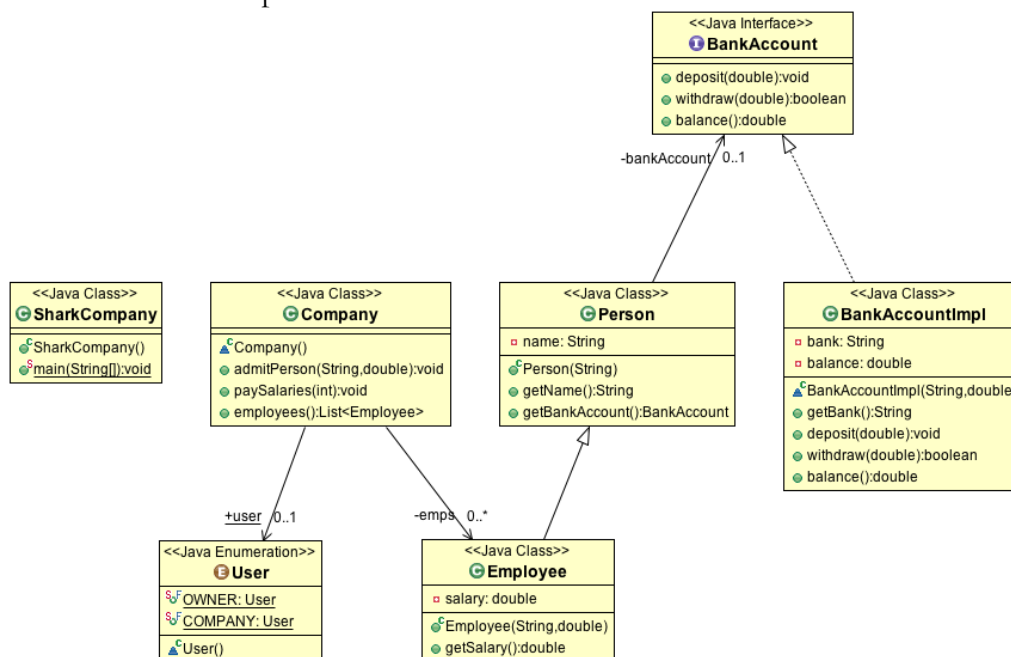 <<Java Interface>>
BankAccount
deposit(double):void
withdraw(double):boolean
balance():double
-bankAccount 0..1
<<Java Class>>
SharkCompany
SharkCompany()
main(String[]):void
<<Java Class>>
Company
Company()
admitPerson(String,double):void
paySalaries(int):void
employees():List<Employee>
<<Java Class>>
Person
name: String
Person(String)
getName():String
getBankAccount():BankAccount
<<Java Class>>
BankAccountImpl
bank: String
balance: double
BankAccountImpl(String,double
getBank():String
deposit(double):void
withdraw(double):boolean
balance():double
+user 0..1
-emps 0..*
<<Java Enumeration>>
User
OWNER: User
COMPANY: User
User()
<<Java Class>>
Employee
salary: double
Employee(String,double)
getSalary():double